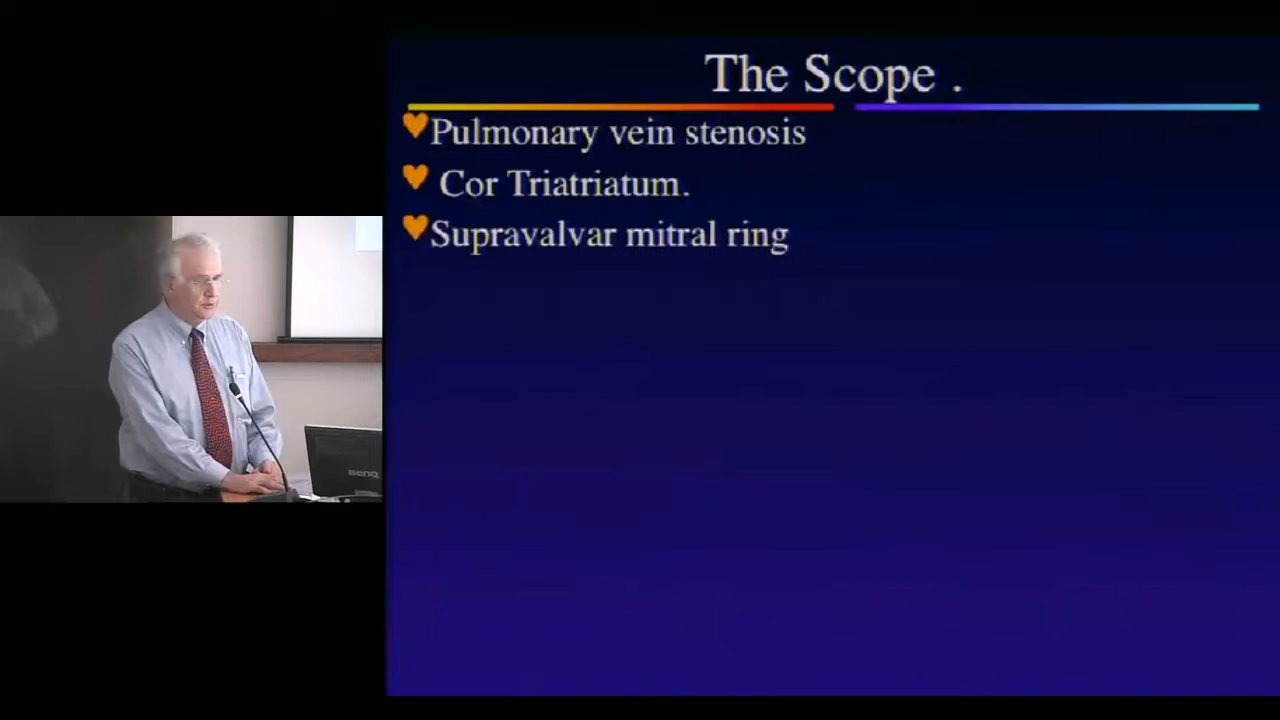 The Scope .
Pulmonary vein stenosis
Cor Triatriatum.
Supravalvar mitral ring
BenQ